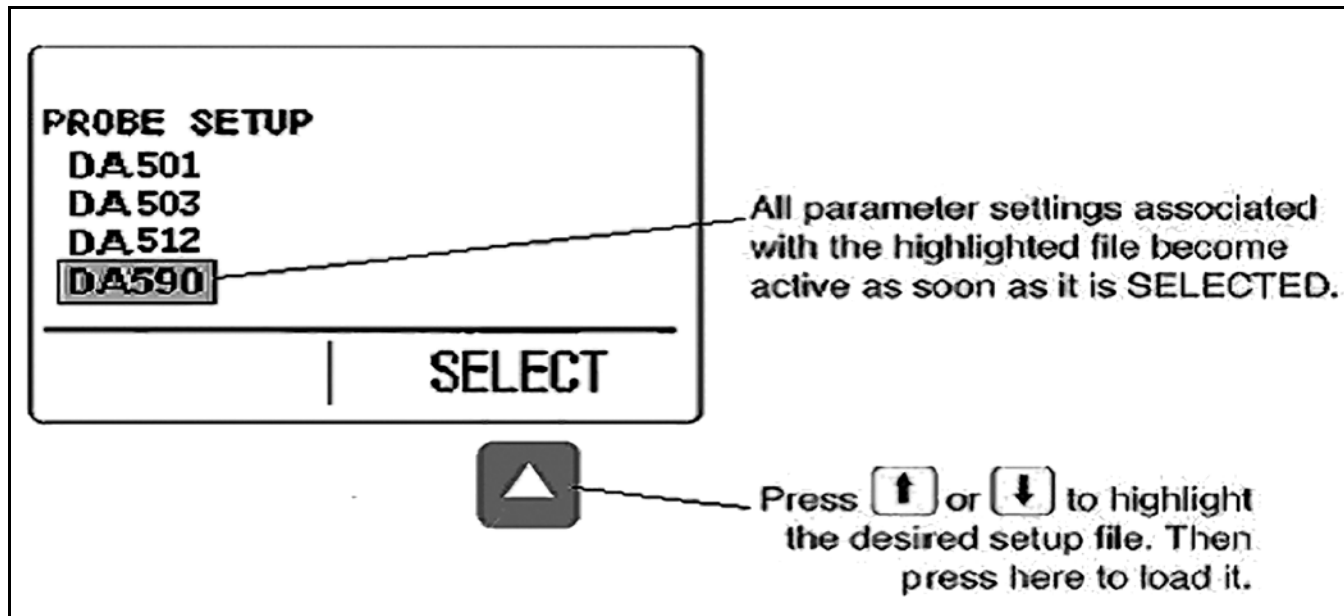 PROBE SETUP
DA501
DA503
DA512
DA590
SELECT
All parameter settings associated
with the highlighted file become
active as soon as it is SELECTED.
Press or to highlight
the desired setup file. Then
press here to load it.